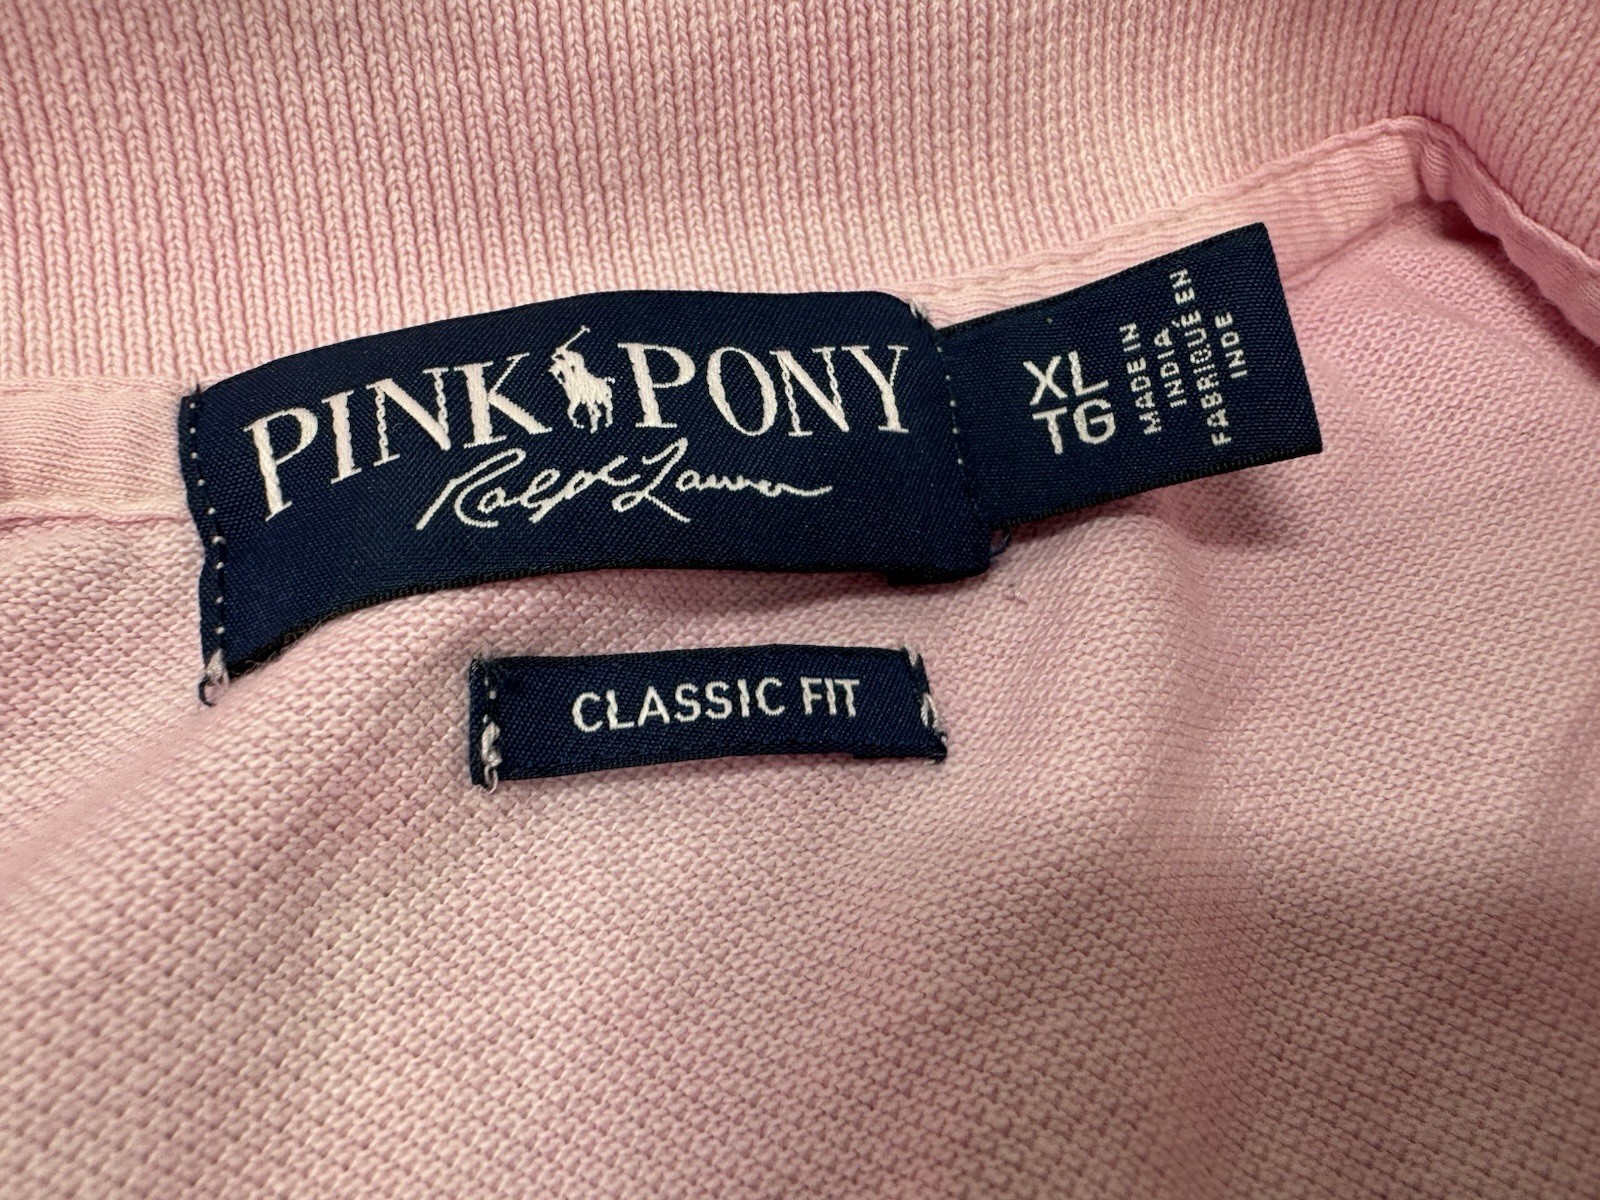 PINK PONY
Ralph Lauren
XL
TG
MADE IN
INDIA, EN
FABRIQUÉ
INDE
CLASSIC FIT